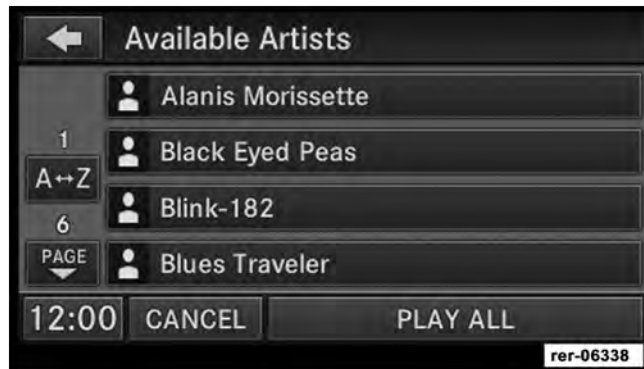 Available Artists
Alanis Morissette
1
Black Eyed Peas
A↔Z
Blink-182
6
PAGE
Blues Traveler
12:00 CANCEL PLAY ALL
rer-06338